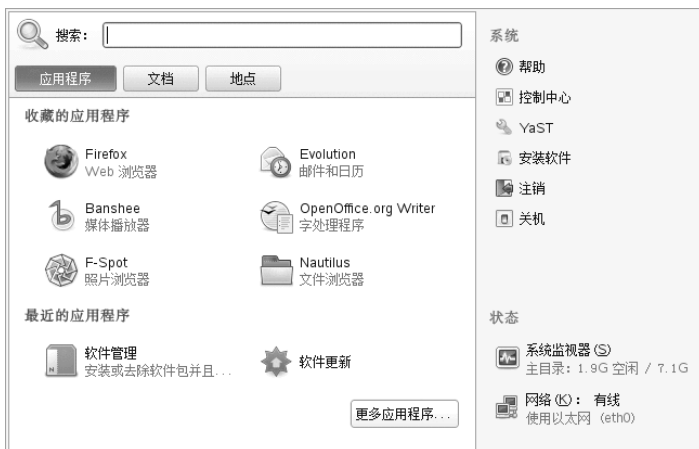 搜索:
应用程序 文档 地点
收藏的应用程序
Firefox
Web 浏览器
Evolution
邮件和日历
Banshee
媒体播放器
OpenOffice.org Writer
字处理程序
F-Spot
照片浏览器
Nautilus
文件浏览器
最近的应用程序
软件管理
安装或去除软件包并且...
软件更新
更多应用程序...
系统
帮助
控制中心
YaST
安装软件
注销
关机
状态
系统监视器(S)
主目录: 1.9G 空闲 / 7.1G
网络(K): 有线
使用以太网 (eth0)